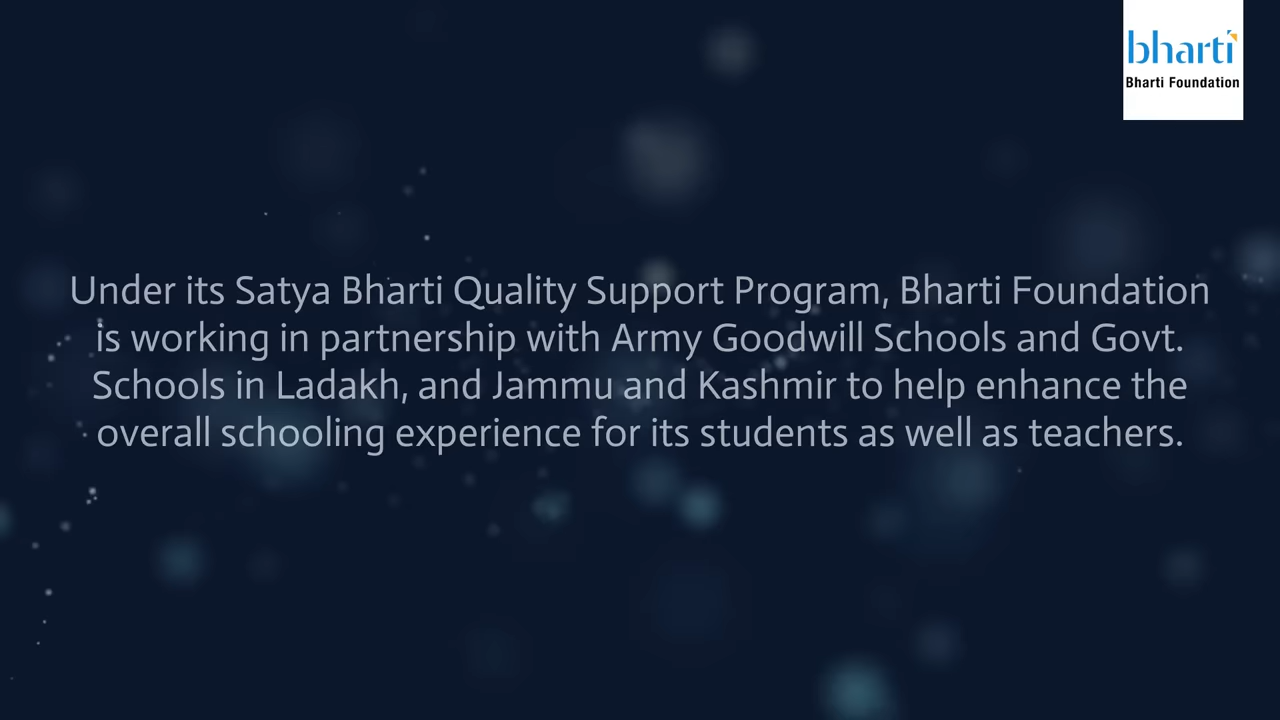 bharti
Bharti Foundation
Under its Satya Bharti Quality Support Program, Bharti Foundation
is working in partnership with Army Goodwill Schools and Govt.
Schools in Ladakh, and Jammu and Kashmir to help enhance the
overall schooling experience for its students as well as teachers.